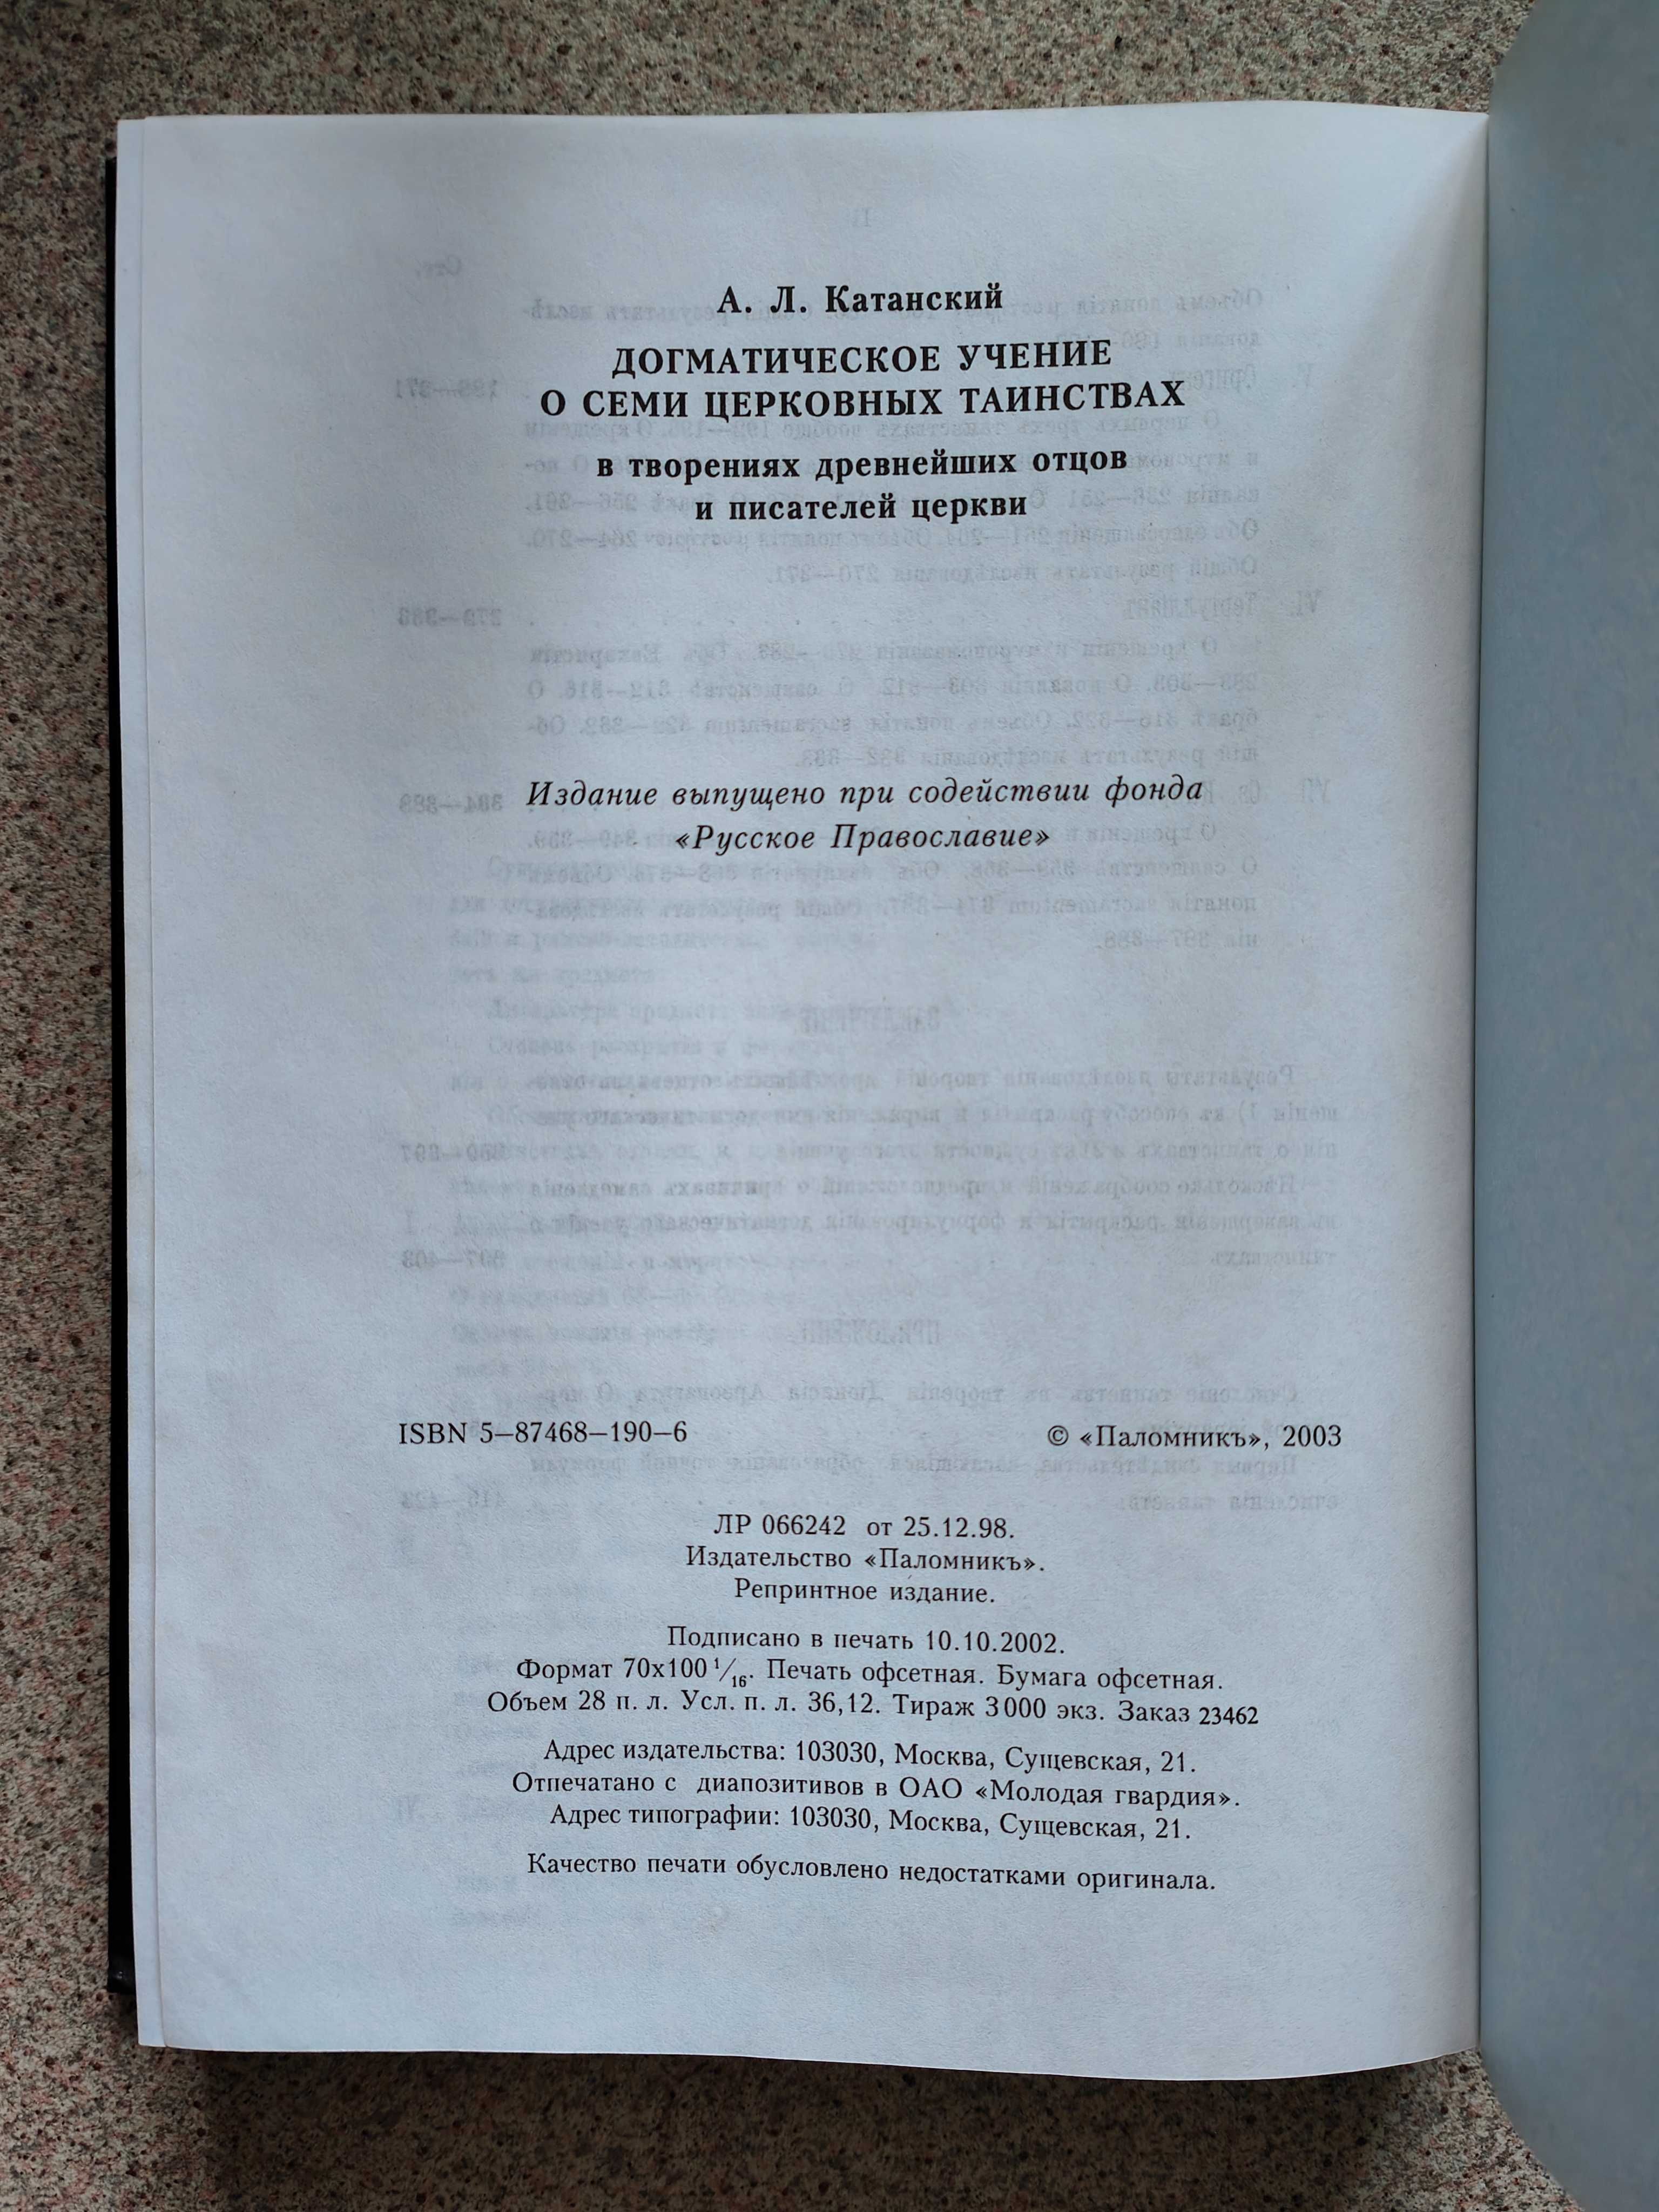 А. Л. Катанский
ДОГМАТИЧЕСКОЕ УЧЕНИЕ
О СЕМИ ЦЕРКОВНЫХ ТАИНСТВАХ
в творениях древнейших отцов
и писателей церкви
Издание выпущено при содействии фонда
«Русское Православие»
ISBN 5–87468–190–6 © «Паломникъ», 2003
ЛР 066242 от 25.12.98.
Издательство «Паломникъ».
Репринтное издание.
Подписано в печать 10.10.2002.
Формат 70х100 1/16. Печать офсетная. Бумага офсетная.
Объем 28 п. л. Усл. п. л. 36,12. Тираж 3 000 экз. Заказ 23462
Адрес издательства: 103030, Москва, Сущевская, 21.
Отпечатано с диапозитивов в ОАО «Молодая гвардия».
Адрес типографии: 103030, Москва, Сущевская, 21.
Качество печати обусловлено недостатками оригинала.